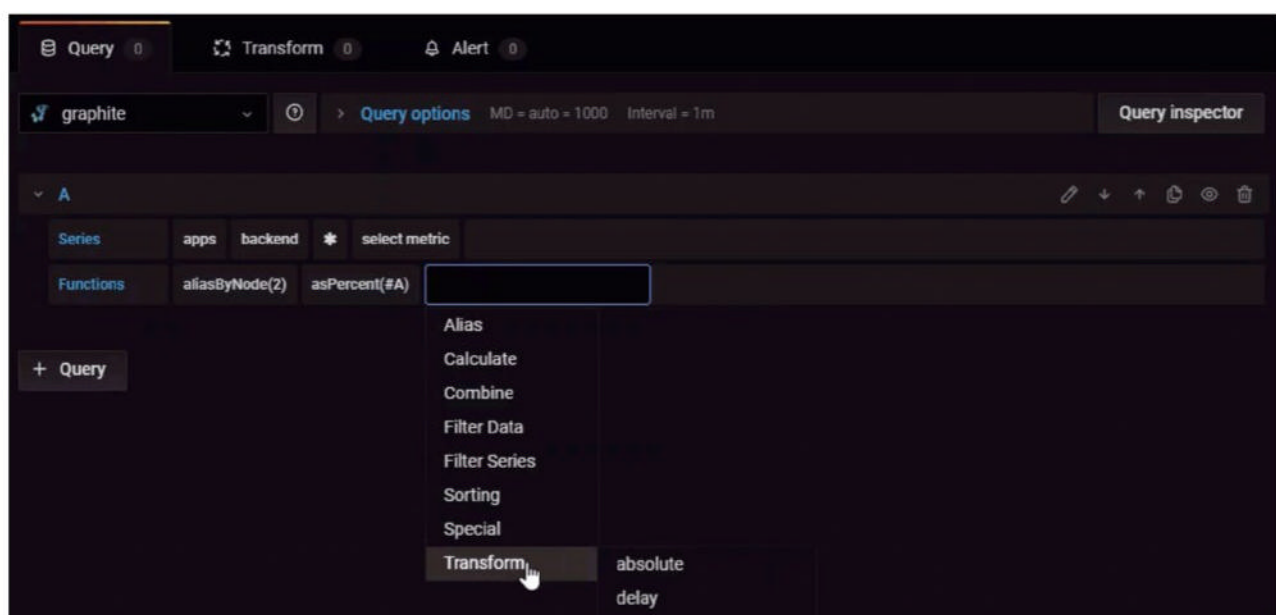 Query 0 Transform 0 Alert 0
graphite Query options MD = auto = 1000 Interval = 1m Query inspector
A
Series apps backend * select metric
Functions aliasByNode(2) asPercent(#A)
Alias
+ Query Calculate
Combine
Filter Data
Filter Series
Sorting
Special
Transform absolute
delay